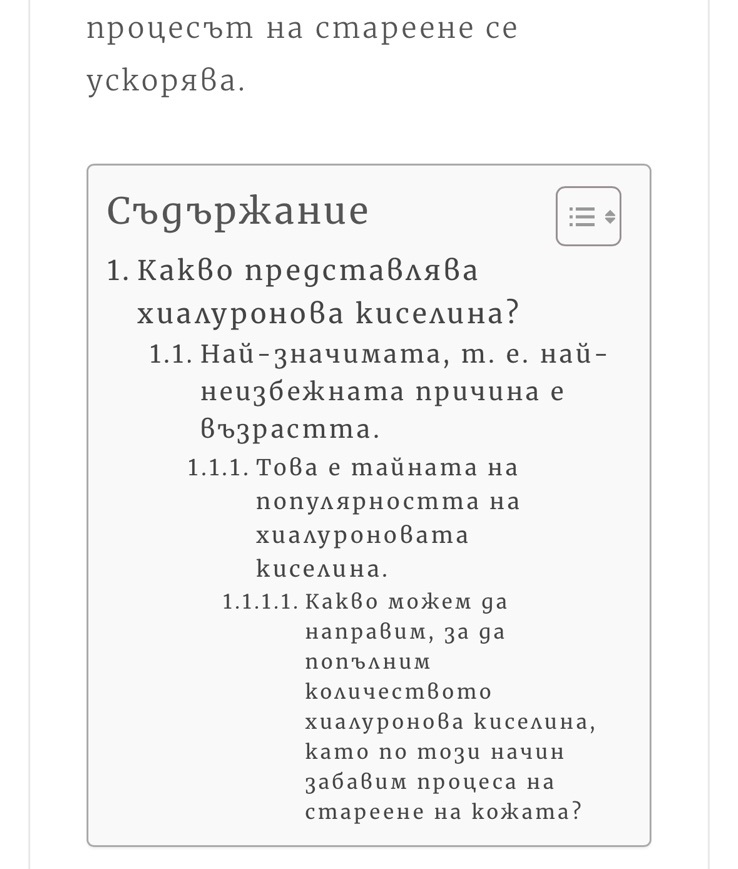 процесът на стареене се
ускорява.
Съдържание
1. Какво представлява
хиалуронова киселина?
1.1. Най-значимата, т. е. най-
неизбежната причина е
възрастта.
1.1.1. Това е тайната на
популярността на
хиалуроновата
киселина.
1.1.1.1. Какво можем да
направим, за да
попълним
количеството
хиалуронова киселина,
като по този начин
забавим процеса на
стареене на кожата?